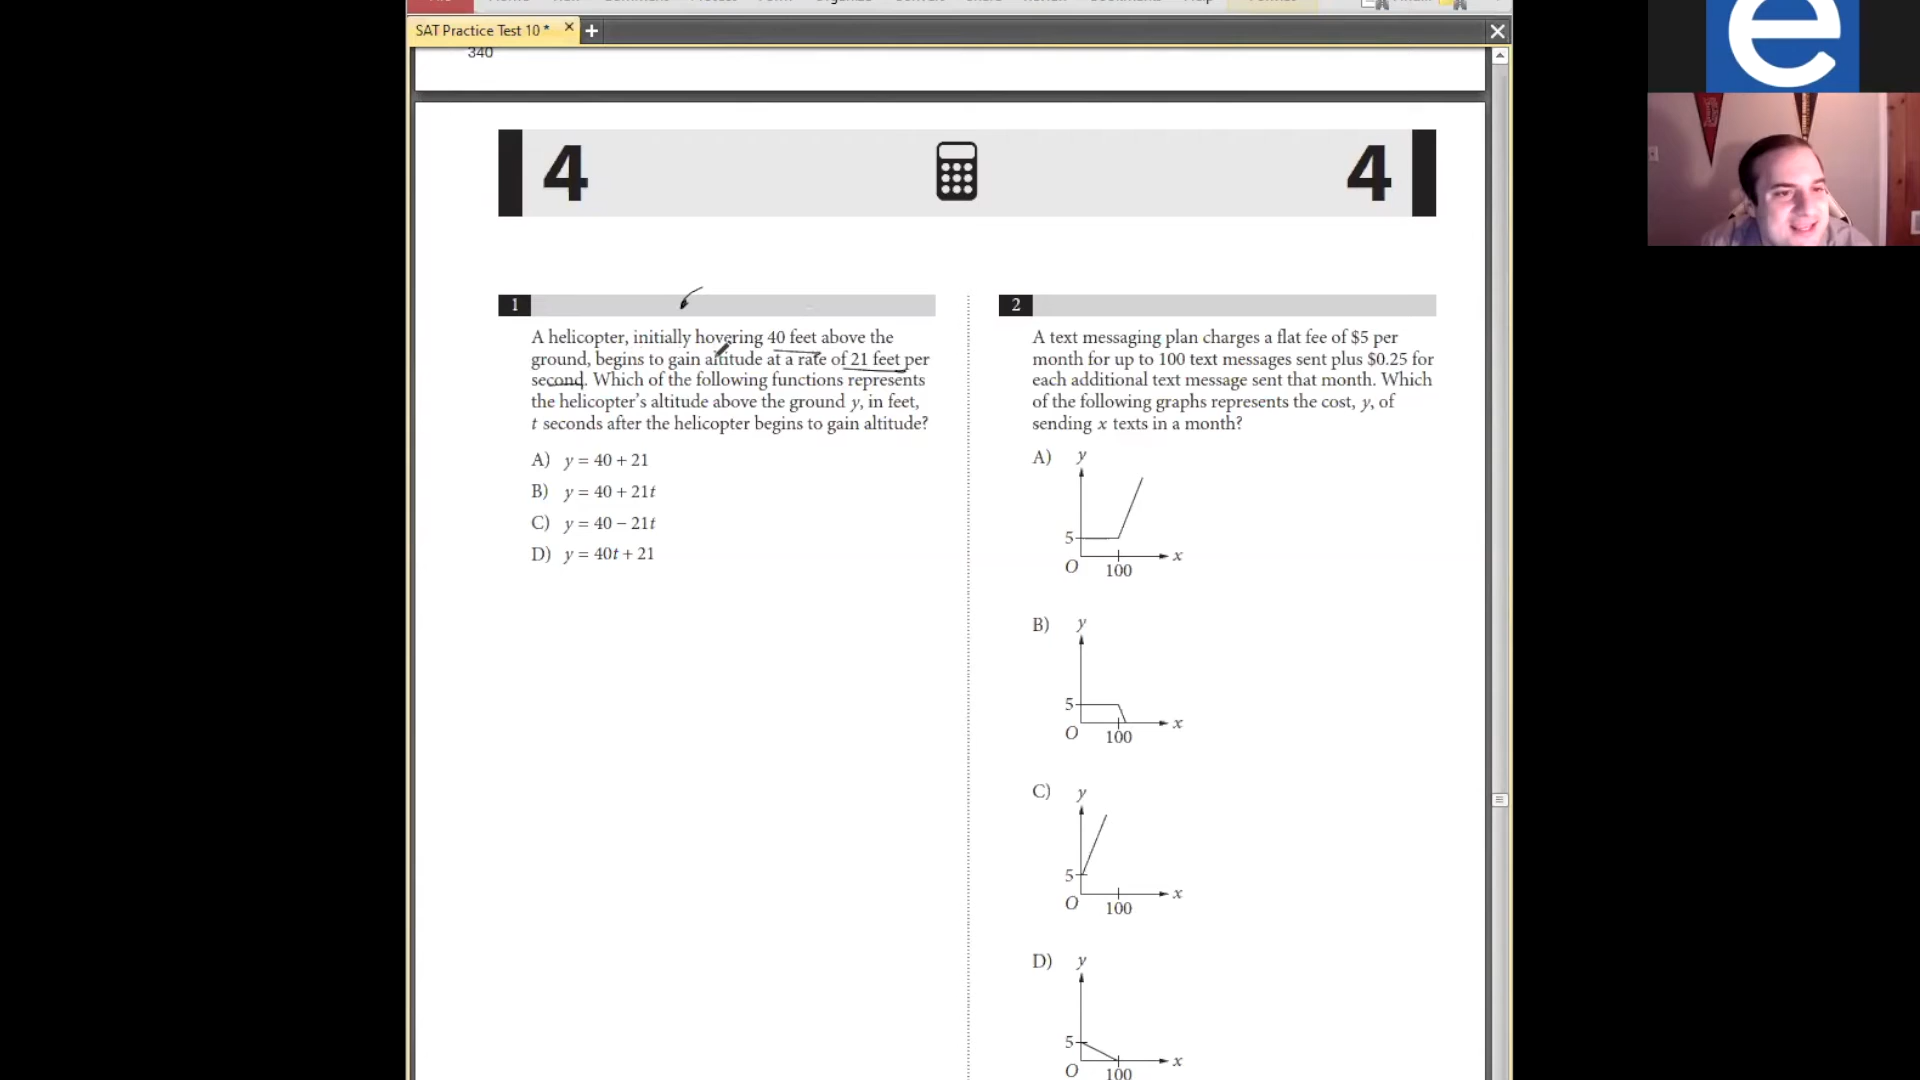 SAT Practice Test 10 *
340
4
4
1
A helicopter, initially hovering 40 feet above the
ground, begins to gain altitude at a rate of 21 feet per
second. Which of the following functions represents
the helicopter's altitude above the ground y, in feet,
t seconds after the helicopter begins to gain altitude?
A) y = 40 + 21
B) y = 40 + 21t
C) y = 40 − 21t
D) y = 40t + 21
2
A text messaging plan charges a flat fee of $5 per
month for up to 100 text messages sent plus $0.25 for
each additional text message sent that month. Which
of the following graphs represents the cost, y, of
sending x texts in a month?
A) y
5
x
O 100
B) y
5
x
O 100
C) y
5
x
O 100
D) y
5
x
O 100
e